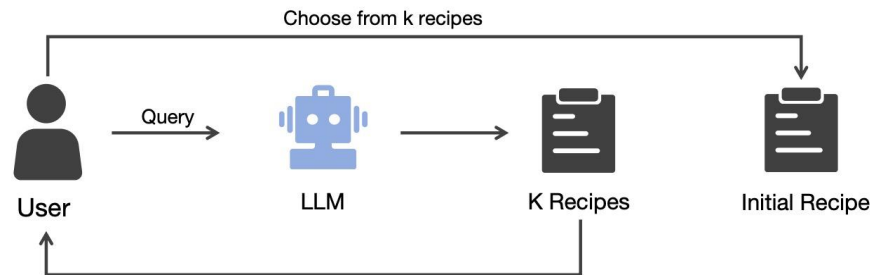 Choose from k recipes
Query
User
LLM
K Recipes
Initial Recipe